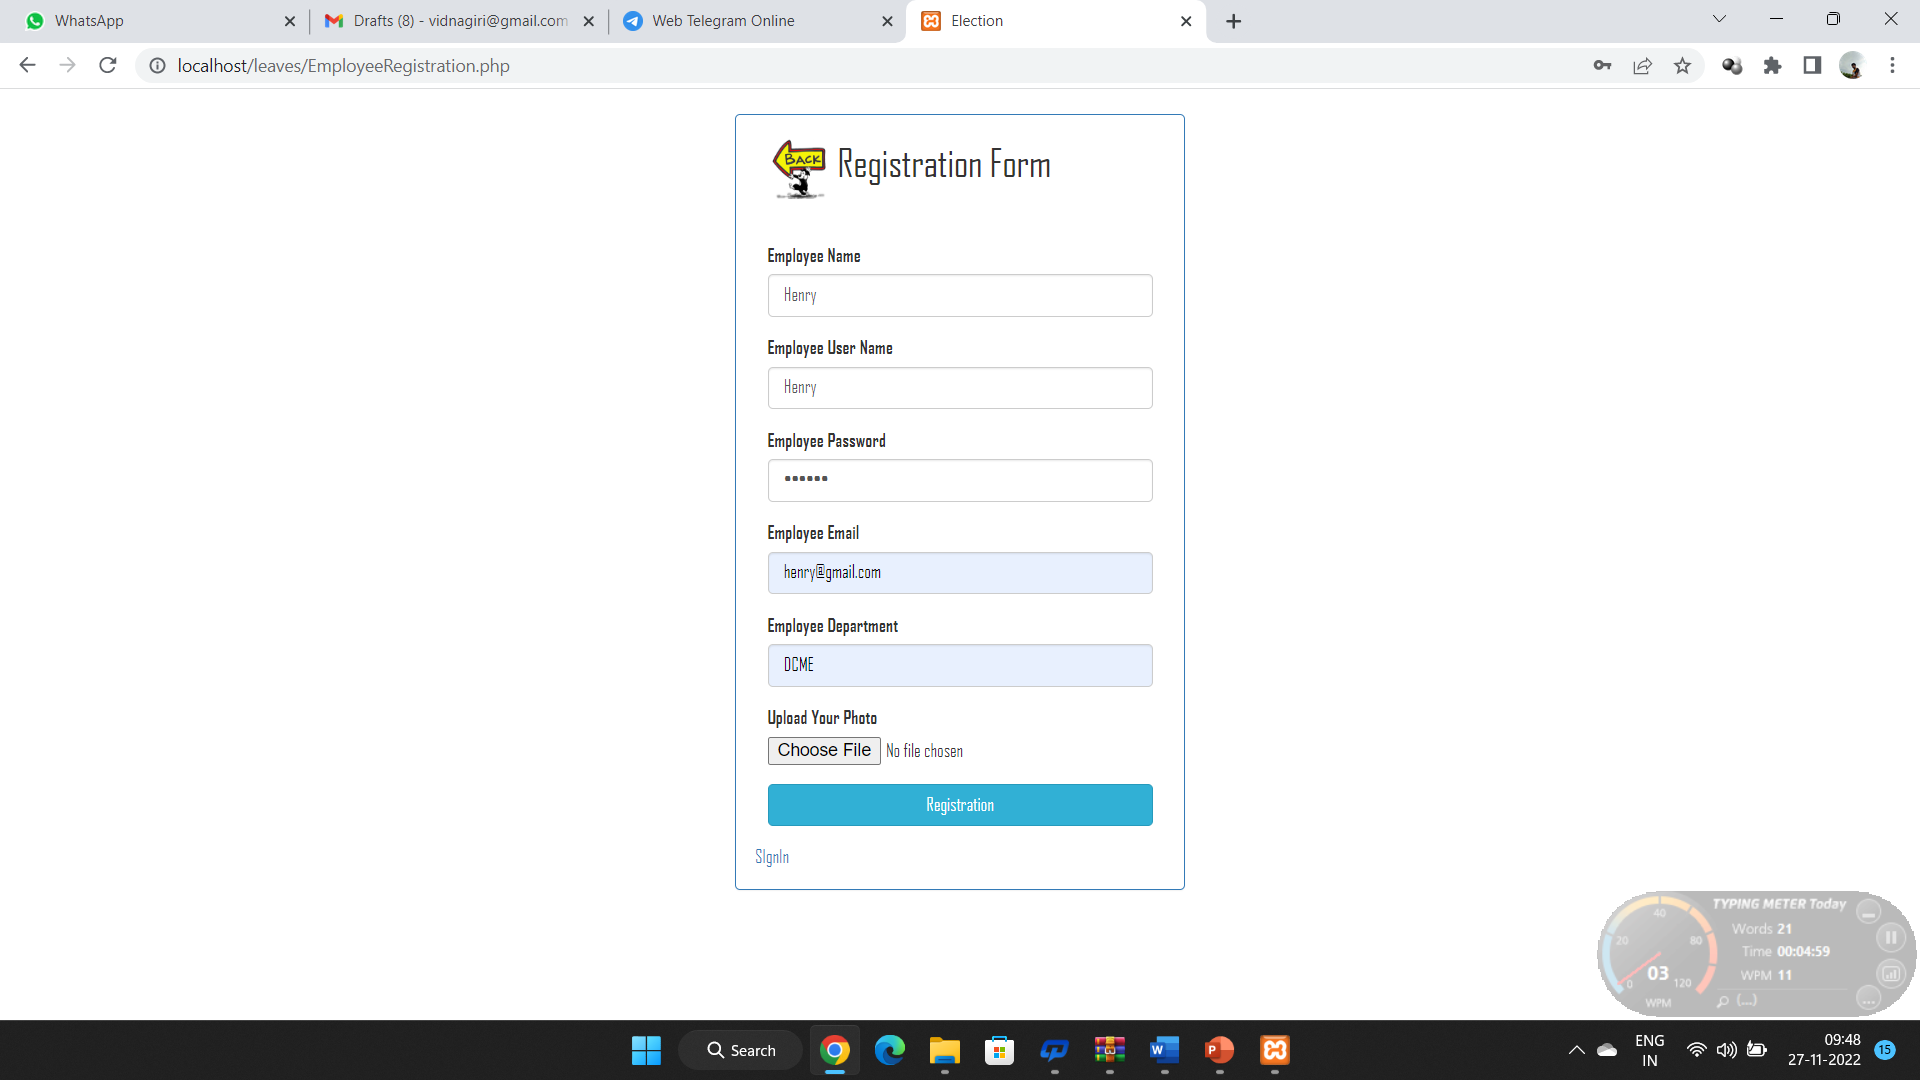 WhatsApp
Drafts (8) - vidnagiri@gmail.com
Web Telegram Online
Election
localhost/leaves/EmployeeRegistration.php
BACK
Registration Form
Employee Name
Henry
Employee User Name
Henry
Employee Password
••••••
Employee Email
henry@gmail.com
Employee Department
DCME
Upload Your Photo
Choose File No file chosen
Registration
SIgnIn
TYPING METER Today
Words 21
Time 00:04:59
WPM 11
(...)
0 20 40 80 120
03
WPM
Search
W
P
ENG
IN
09:48
27-11-2022
15